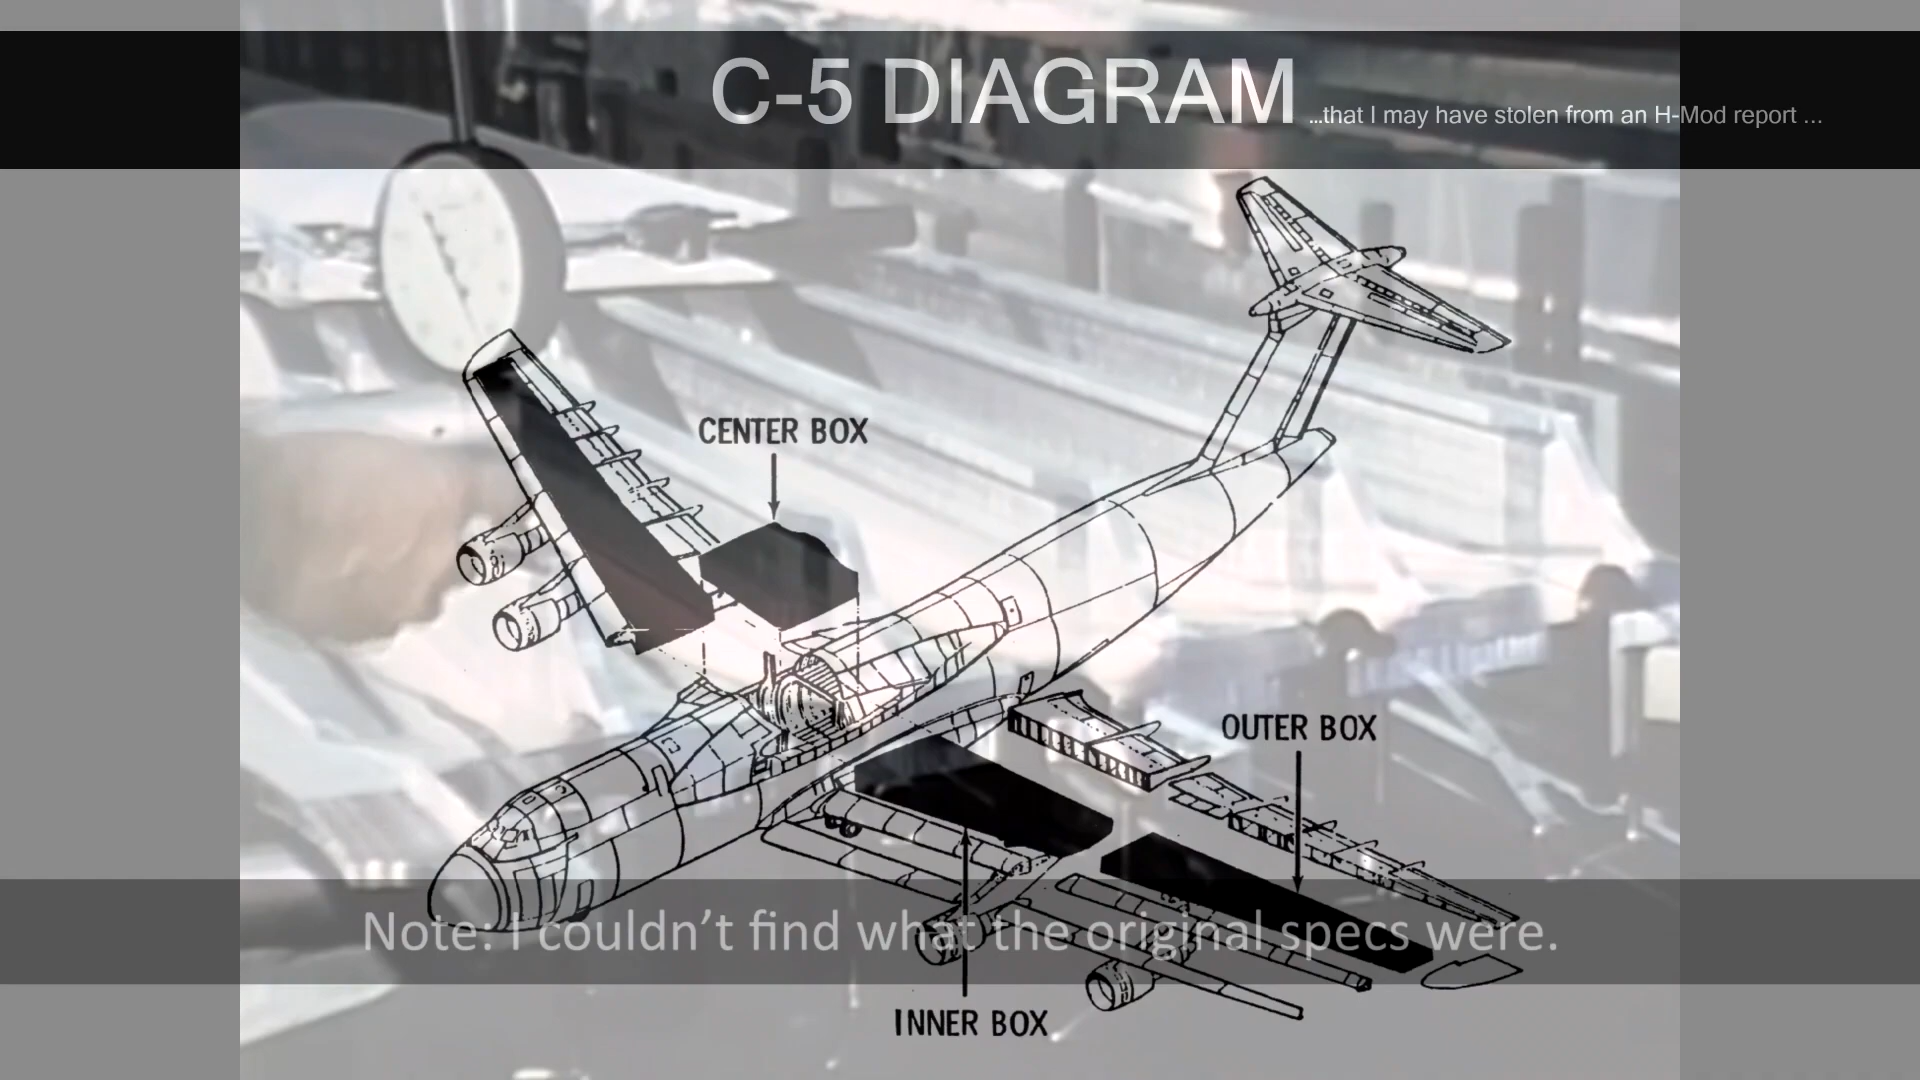 C-5 DIAGRAM ...that I may have stolen from an H-Mod report ...
CENTER BOX
OUTER BOX
Note: I couldn’t find what the original specs were.
INNER BOX